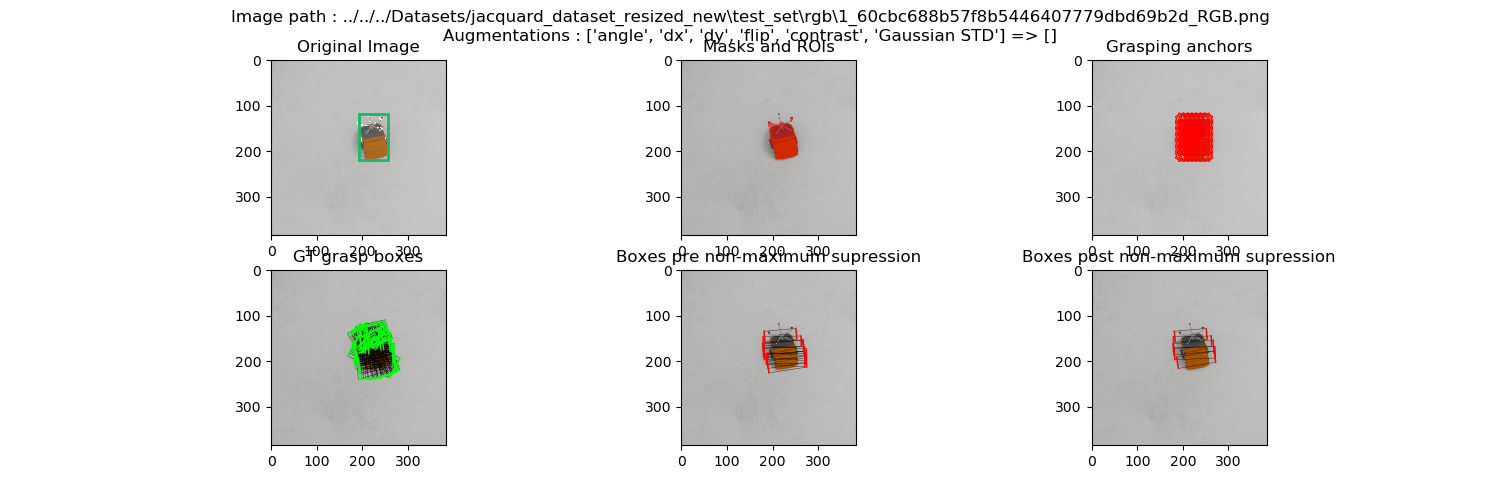 Image path : ../../../Datasets/jacquard_dataset_resized_new\test_set\rgb\1_60cbc688b57f8b5446407779dbd69b2d_RGB.png
Augmentations : ['angle', 'dx', 'dy', 'flip', 'contrast', 'Gaussian STD'] => []
Original Image
0
100
200
300
0 100 200 300
Masks and ROIs
0
100
200
300
0 100 200 300
Grasping anchors
0
100
200
300
0 100 200 300
GT grasp boxes
0
100
200
300
0 100 200 300
Boxes pre non-maximum supression
0
100
200
300
0 100 200 300
Boxes post non-maximum supression
0
100
200
300
0 100 200 300